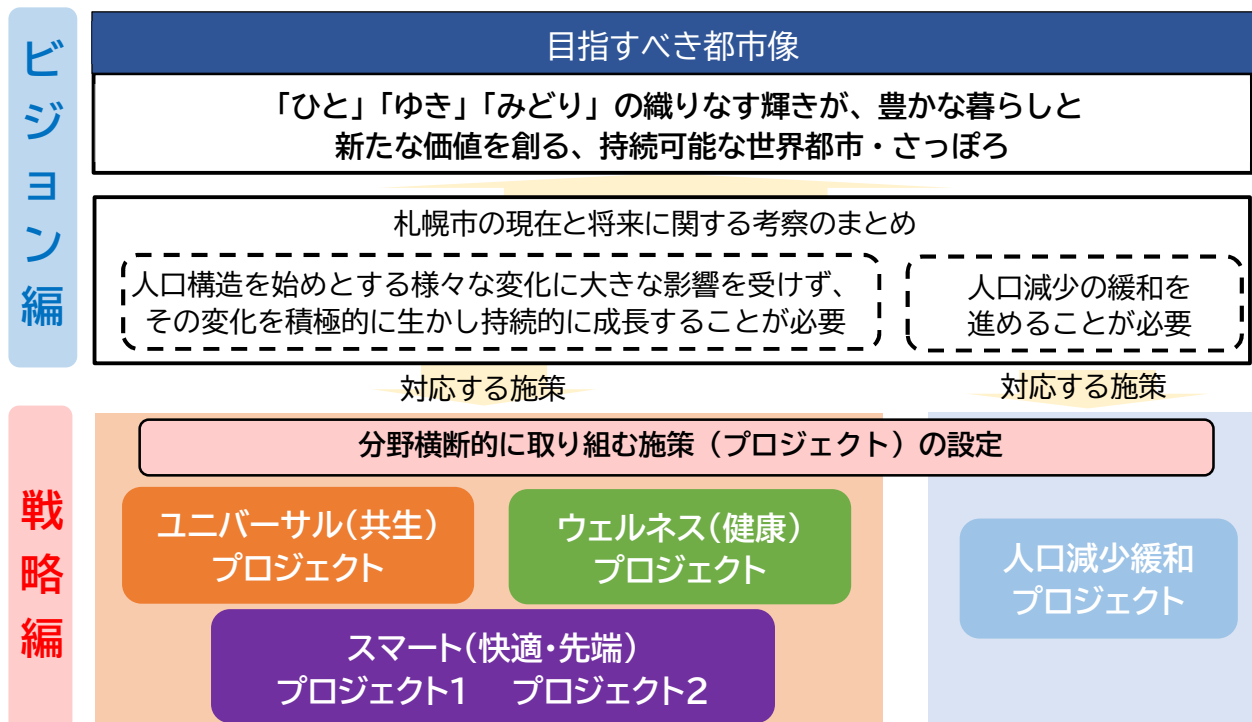 ビジョン編
目指すべき都市像
「ひと」「ゆき」「みどり」の織りなす輝きが、豊かな暮らしと
新たな価値を創る、持続可能な世界都市・さっぽろ
札幌市の現在と将来に関する考察のまとめ
人口構造を始めとする様々な変化に大きな影響を受けず、
その変化を積極的に生かし持続的に成長することが必要
人口減少の緩和を
進めることが必要
対応する施策
対応する施策
戦略編
分野横断的に取り組む施策（プロジェクト）の設定
ユニバーサル(共生)
プロジェクト
ウェルネス(健康)
プロジェクト
スマート(快適・先端)
プロジェクト1　プロジェクト2
人口減少緩和
プロジェクト